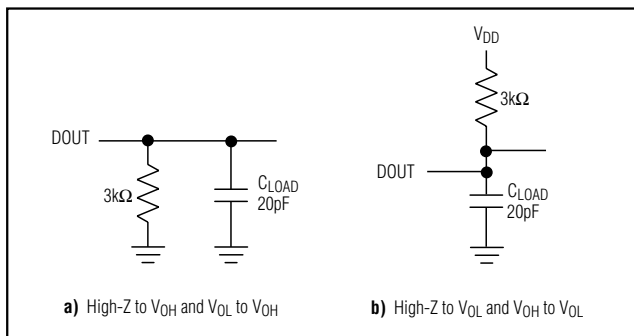 DOUT
3kΩ
CLOAD
20pF
a) High-Z to VOH and VOL to VOH
VDD
3kΩ
DOUT
CLOAD
20pF
b) High-Z to VOL and VOH to VOL